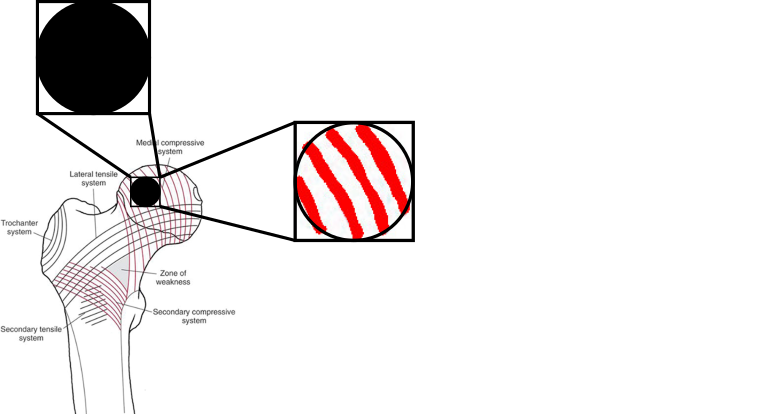 Medial compressive
system
Lateral tensile
system
Trochanter
system
Zone of
weakness
Secondary compressive
system
Secondary tensile
system